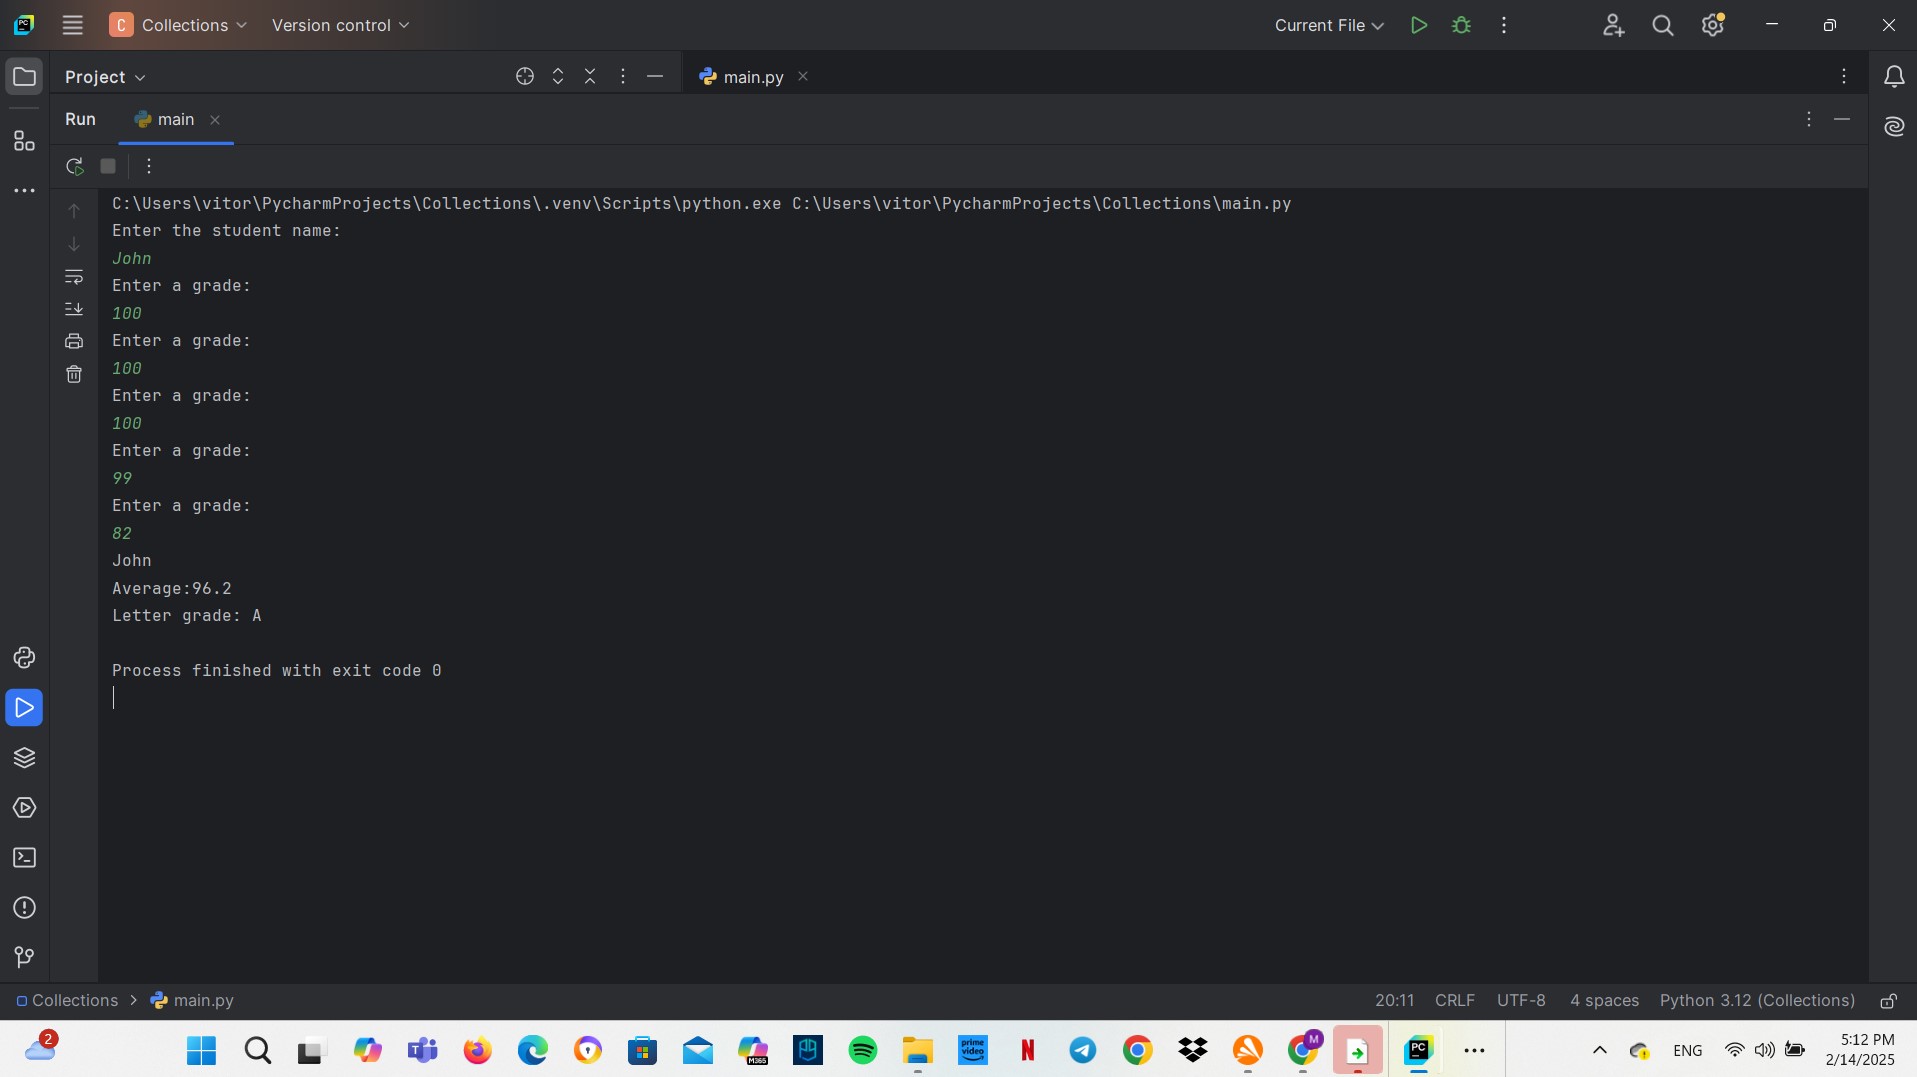 C Collections Version control Current File
Project main.py
Run main
C:\Users\vitor\PycharmProjects\Collections\.venv\Scripts\python.exe C:\Users\vitor\PycharmProjects\Collections\main.py
Enter the student name:
John
Enter a grade:
100
Enter a grade:
100
Enter a grade:
100
Enter a grade:
99
Enter a grade:
82
John
Average:96.2
Letter grade: A
Process finished with exit code 0
Collections main.py 20:11 CRLF UTF-8 4 spaces Python 3.12 (Collections)
2 M365 prime video N M PC ENG 5:12 PM
2/14/2025